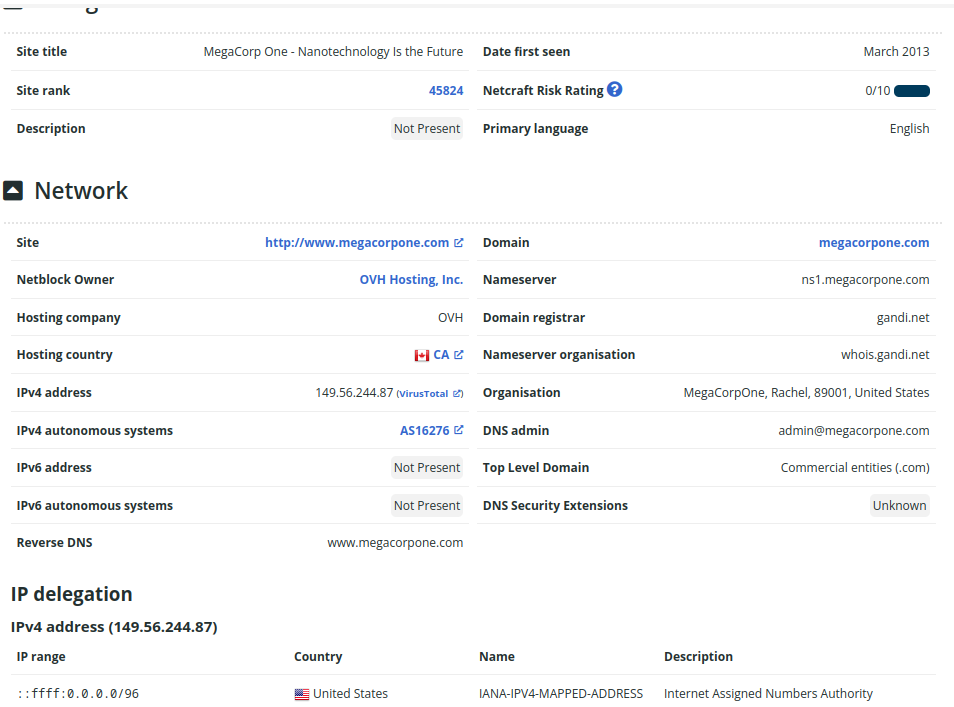 Site title MegaCorp One - Nanotechnology Is the Future Date first seen March 2013
Site rank 45824 Netcraft Risk Rating ? 0/10
Description Not Present Primary language English
Network
Site http://www.megacorpone.com Domain megacorpone.com
Netblock Owner OVH Hosting, Inc. Nameserver ns1.megacorpone.com
Hosting company OVH Domain registrar gandi.net
Hosting country CA Nameserver organisation whois.gandi.net
IPv4 address 149.56.244.87 (VirusTotal) Organisation MegaCorpOne, Rachel, 89001, United States
IPv4 autonomous systems AS16276 DNS admin admin@megacorpone.com
IPv6 address Not Present Top Level Domain Commercial entities (.com)
IPv6 autonomous systems Not Present DNS Security Extensions Unknown
Reverse DNS www.megacorpone.com
IP delegation
IPv4 address (149.56.244.87)
IP range Country Name Description
::ffff:0.0.0.0/96 United States IANA-IPV4-MAPPED-ADDRESS Internet Assigned Numbers Authority